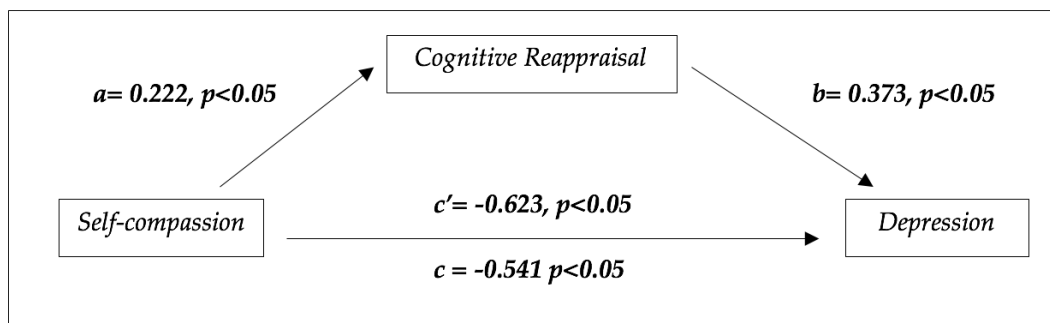 Cognitive Reappraisal
a= 0.222, p<0.05
b= 0.373, p<0.05
Self-compassion
c’= -0.623, p<0.05
Depression
c = -0.541 p<0.05